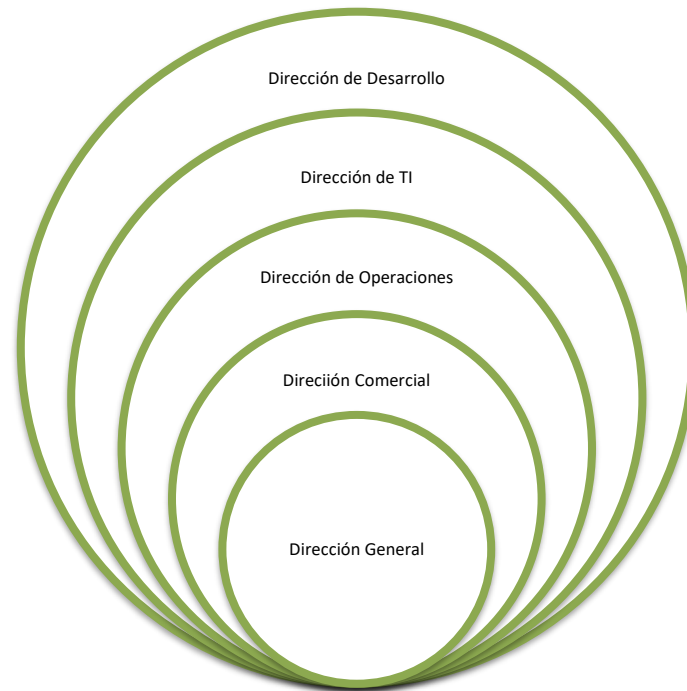 Dirección de Desarrollo
Dirección de TI
Dirección de Operaciones
Direciión Comercial
Dirección General